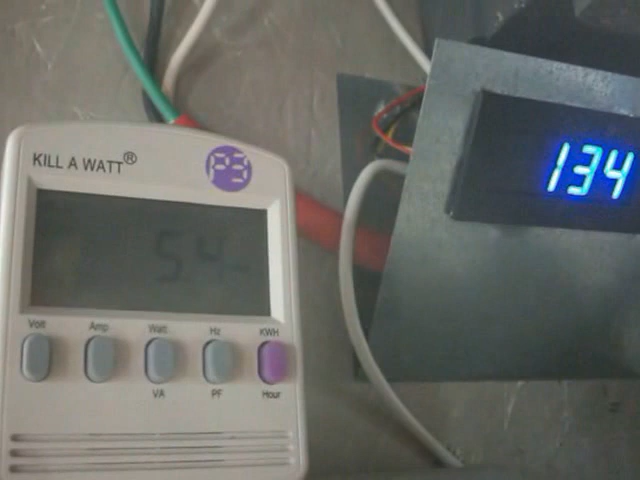 KILL A WATT®
P3
134
54
Volt Amp Watt Hz KWH
VA PF Hour